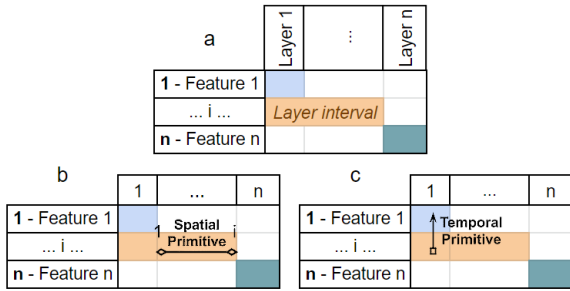 a
Layer 1
...
Layer n
1 - Feature 1
... i ...
Layer interval
n - Feature n
b
1
...
n
1 - Feature 1
... i ...
n - Feature n
1
Spatial
Primitive
i
c
1
...
n
1 - Feature 1
... i ...
n - Feature n
Temporal
Primitive